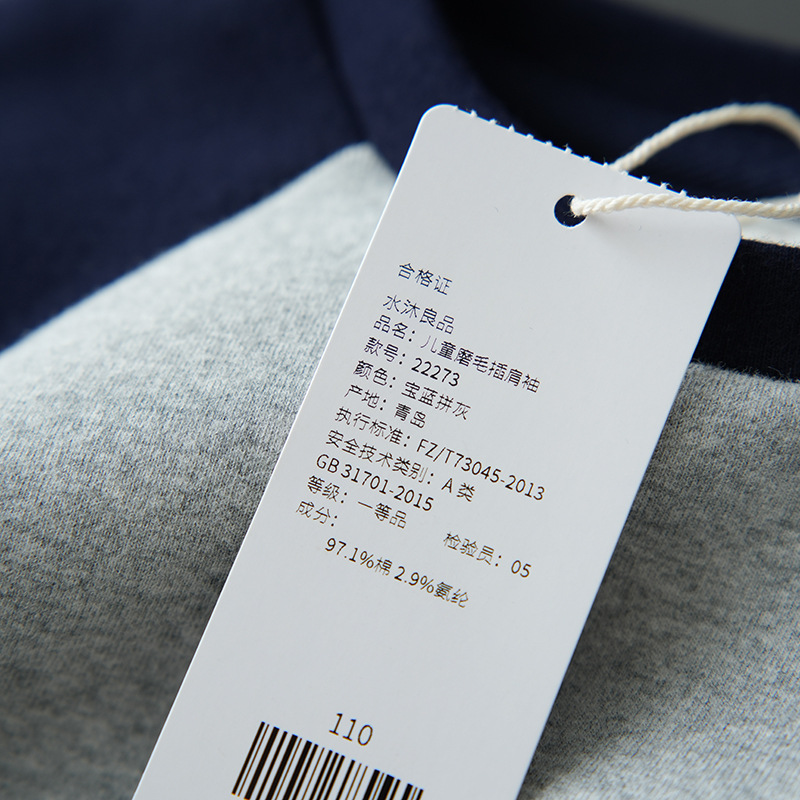 合格证
水沐良品
品名：儿童磨毛插肩袖
款号：22273
颜色：宝蓝拼灰
产地：青岛
执行标准：FZ/T73045-2013
安全技术类别：A 类
GB 31701-2015
等级：一等品
检验员：05
成分：
97.1%棉 2.9%氨纶
110